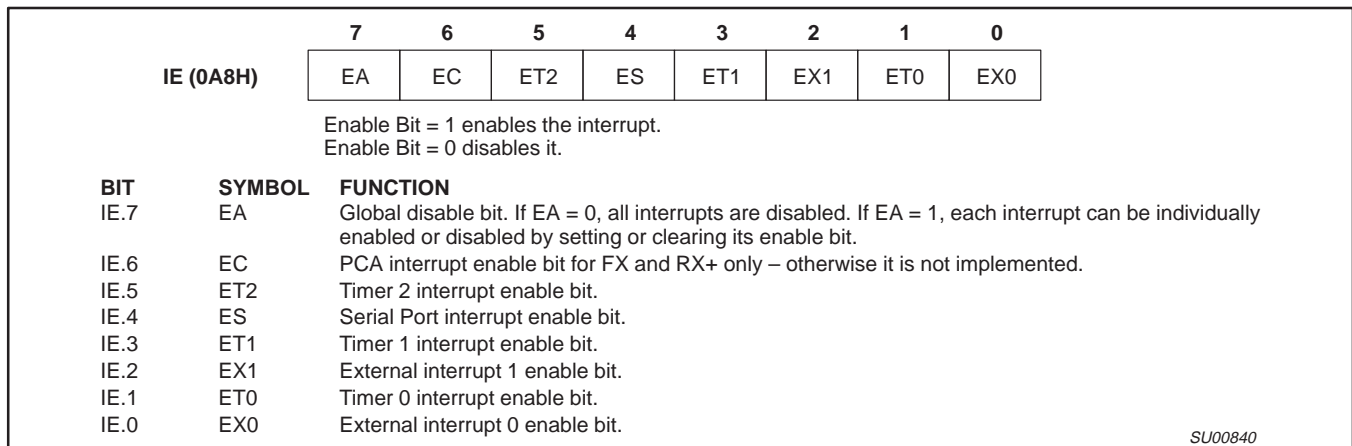 7 6 5 4 3 2 1 0
IE (0A8H) EA EC ET2 ES ET1 EX1 ET0 EX0
Enable Bit = 1 enables the interrupt.
Enable Bit = 0 disables it.
BIT SYMBOL FUNCTION
IE.7 EA Global disable bit. If EA = 0, all interrupts are disabled. If EA = 1, each interrupt can be individually
enabled or disabled by setting or clearing its enable bit.
IE.6 EC PCA interrupt enable bit for FX and RX+ only – otherwise it is not implemented.
IE.5 ET2 Timer 2 interrupt enable bit.
IE.4 ES Serial Port interrupt enable bit.
IE.3 ET1 Timer 1 interrupt enable bit.
IE.2 EX1 External interrupt 1 enable bit.
IE.1 ET0 Timer 0 interrupt enable bit.
IE.0 EX0 External interrupt 0 enable bit.
SU00840